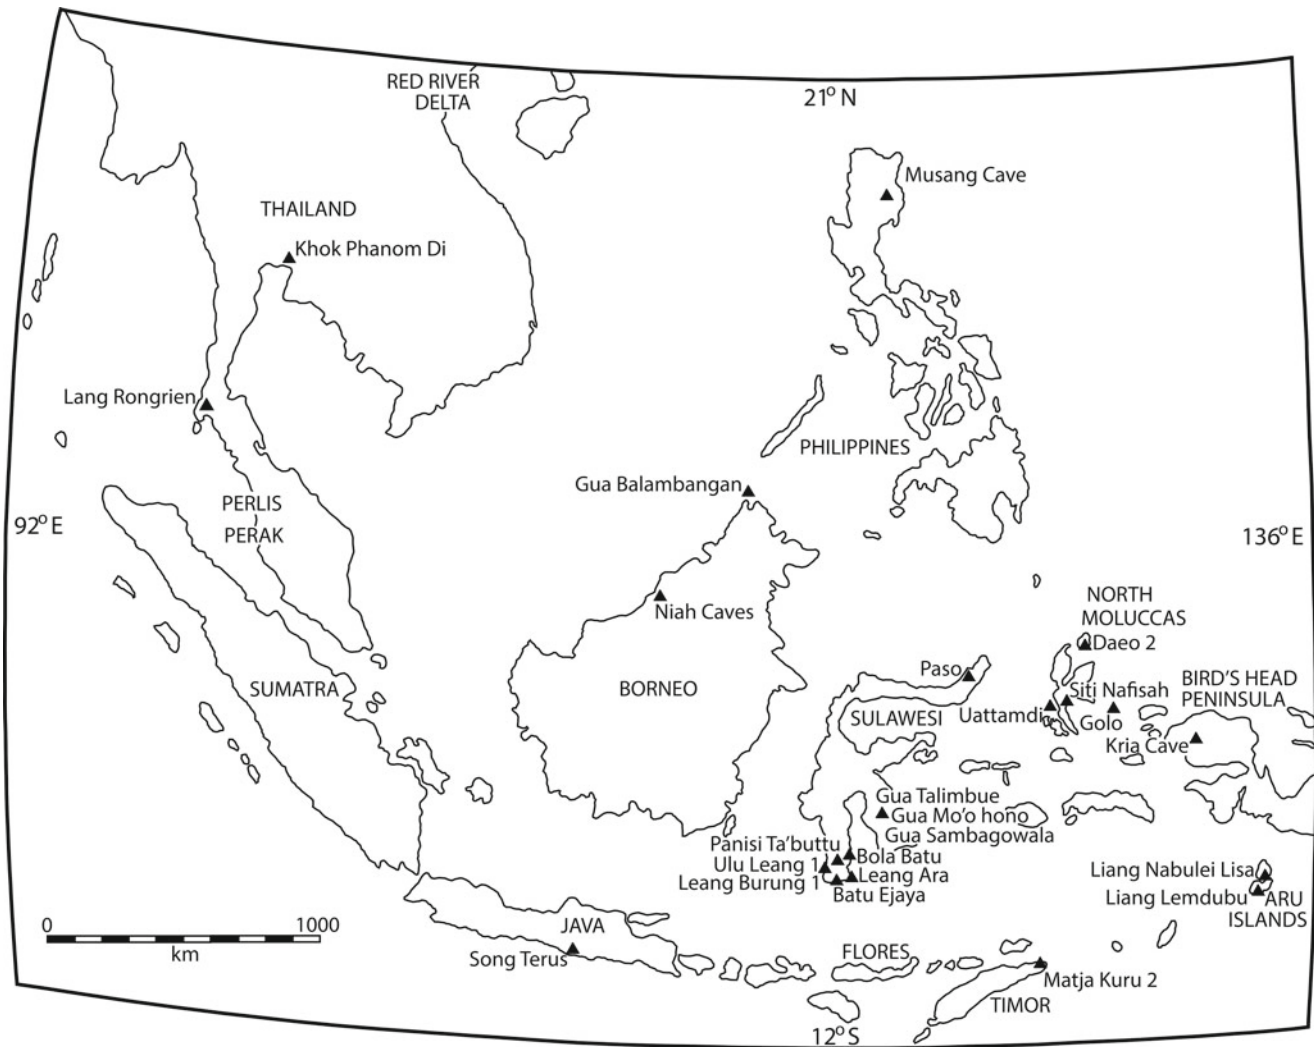 RED RIVER
DELTA
21° N
Musang Cave
THAILAND
Khok Phanom Di
Lang Rongrien
PHILIPPINES
Gua Balambangan
PERLIS
PERAK
92° E
136° E
Niah Caves
NORTH
MOLUCCAS
Daeo 2
Paso
BIRD'S HEAD
PENINSULA
SUMATRA
BORNEO
Siti Nafisah
SULAWESI
Uattamdi
Golo
Kria Cave
Gua Talimbue
Gua Mo'o hono
Gua Sambagowala
Panisi Ta'buttu
Bola Batu
Ulu Leang 1
Leang Burung 1
Leang Ara
Batu Ejaya
Liang Nabulei Lisa
Liang Lemdubu
ARU
ISLANDS
0 1000
km
JAVA
Song Terus
FLORES
Matja Kuru 2
TIMOR
12° S